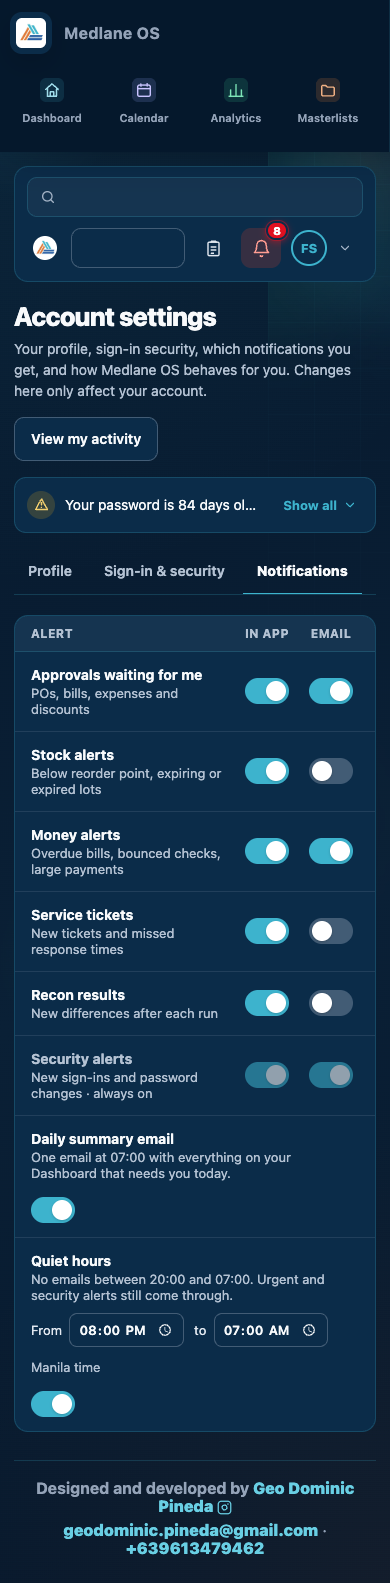 Medlane OS
Dashboard
Calendar
Analytics
Masterlists
8
FS
Account settings
Your profile, sign-in security, which notifications you
get, and how Medlane OS behaves for you. Changes
here only affect your account.
View my activity
Your password is 84 days ol... Show all
Profile Sign-in & security Notifications
ALERT IN APP EMAIL
Approvals waiting for me
POs, bills, expenses and
discounts
Stock alerts
Below reorder point, expiring or
expired lots
Money alerts
Overdue bills, bounced checks,
large payments
Service tickets
New tickets and missed
response times
Recon results
New differences after each run
Security alerts
New sign-ins and password
changes · always on
Daily summary email
One email at 07:00 with everything on your
Dashboard that needs you today.
Quiet hours
No emails between 20:00 and 07:00. Urgent and
security alerts still come through.
From 08:00 PM to 07:00 AM
Manila time
Designed and developed by Geo Dominic
Pineda
geodominic.pineda@gmail.com ·
+639613479462